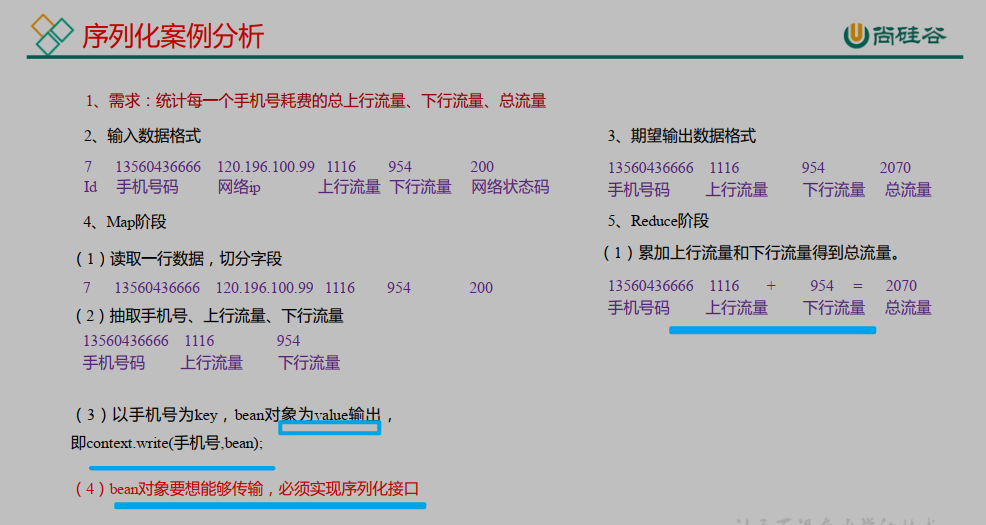 序列化案例分析
尚硅谷
1、需求：统计每一个手机号耗费的总上行流量、下行流量、总流量
2、输入数据格式
7 13560436666 120.196.100.99 1116 954 200
Id 手机号码 网络ip 上行流量 下行流量 网络状态码
3、期望输出数据格式
13560436666 1116 954 2070
手机号码 上行流量 下行流量 总流量
4、Map阶段
（1）读取一行数据，切分字段
7 13560436666 120.196.100.99 1116 954 200
（2）抽取手机号、上行流量、下行流量
13560436666 1116 954
手机号码 上行流量 下行流量
（3）以手机号为key，bean对象为value输出，
即context.write(手机号,bean);
（4）bean对象要想能够传输，必须实现序列化接口
5、Reduce阶段
（1）累加上行流量和下行流量得到总流量。
13560436666 1116 + 954 = 2070
手机号码 上行流量 下行流量 总流量